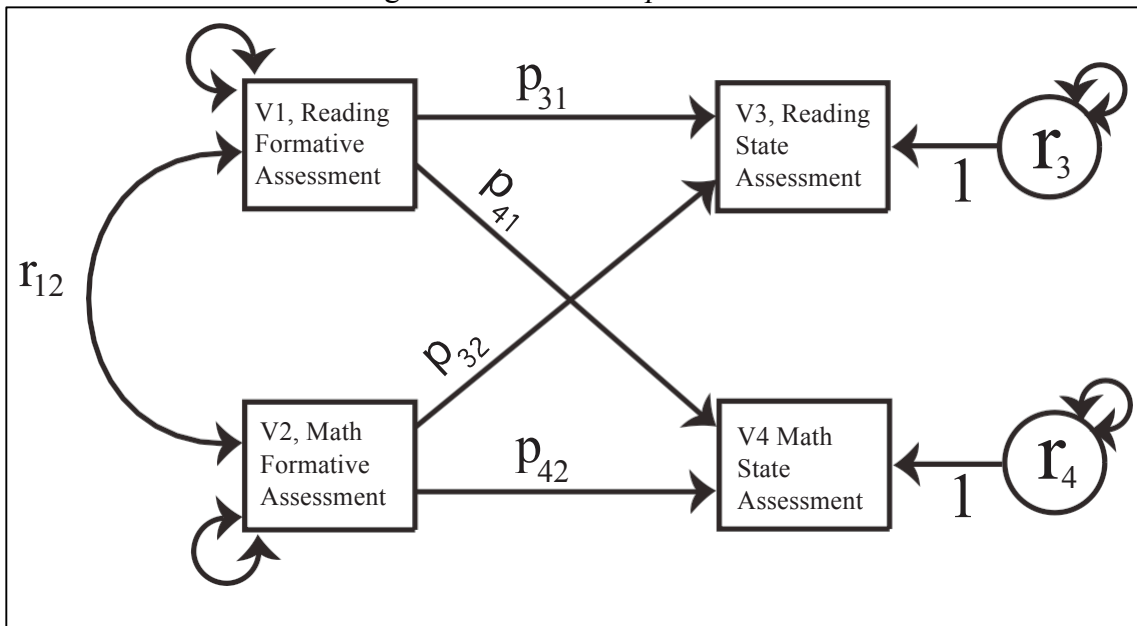 V1, Reading
Formative
Assessment
p31
V3, Reading
State
Assessment
1
r3
p41
r12
p32
V2, Math
Formative
Assessment
p42
V4 Math
State
Assessment
1
r4